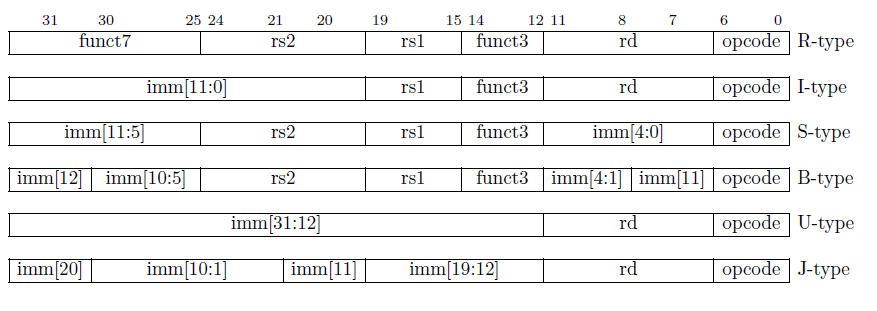 31 30 25 24 21 20 19 15 14 12 11 8 7 6 0
funct7 rs2 rs1 funct3 rd opcode R-type
imm[11:0] rs1 funct3 rd opcode I-type
imm[11:5] rs2 rs1 funct3 imm[4:0] opcode S-type
imm[12] imm[10:5] rs2 rs1 funct3 imm[4:1] imm[11] opcode B-type
imm[31:12] rd opcode U-type
imm[20] imm[10:1] imm[11] imm[19:12] rd opcode J-type